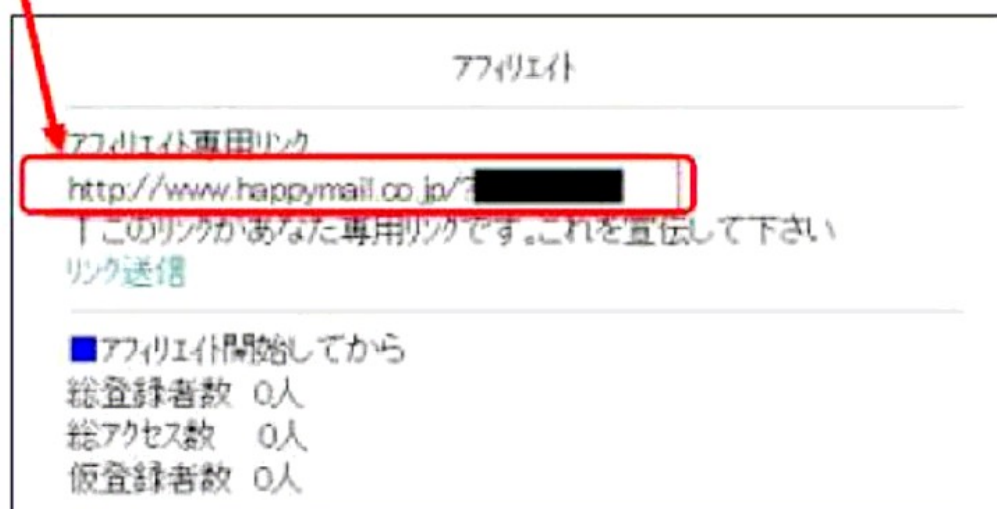 アフィリエイト
アフィリエイト専用リンク
http://www.happymail.co.jp/?
↑このリンクがあなた専用リンクです。これを宣伝して下さい
リンク送信
■アフィリエイト開始してから
総登録者数 0人
総アクセス数 0人
仮登録者数 0人